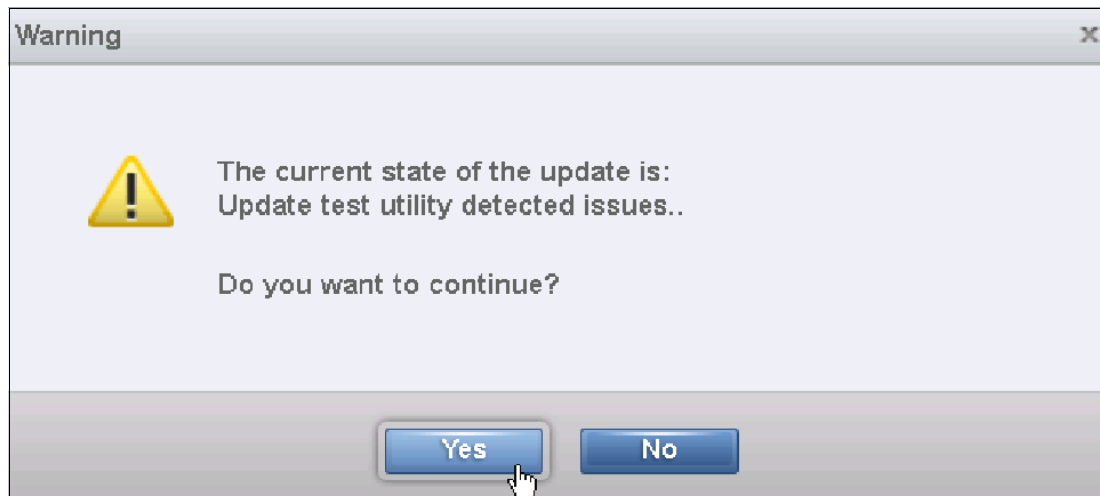 Warning
The current state of the update is:
Update test utility detected issues..
Do you want to continue?
Yes No